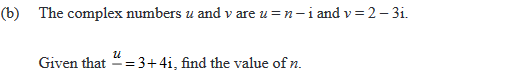 (b) The complex numbers u and v are u = n − i and v = 2 − 3i.
Given that u/v = 3 + 4i, find the value of n.